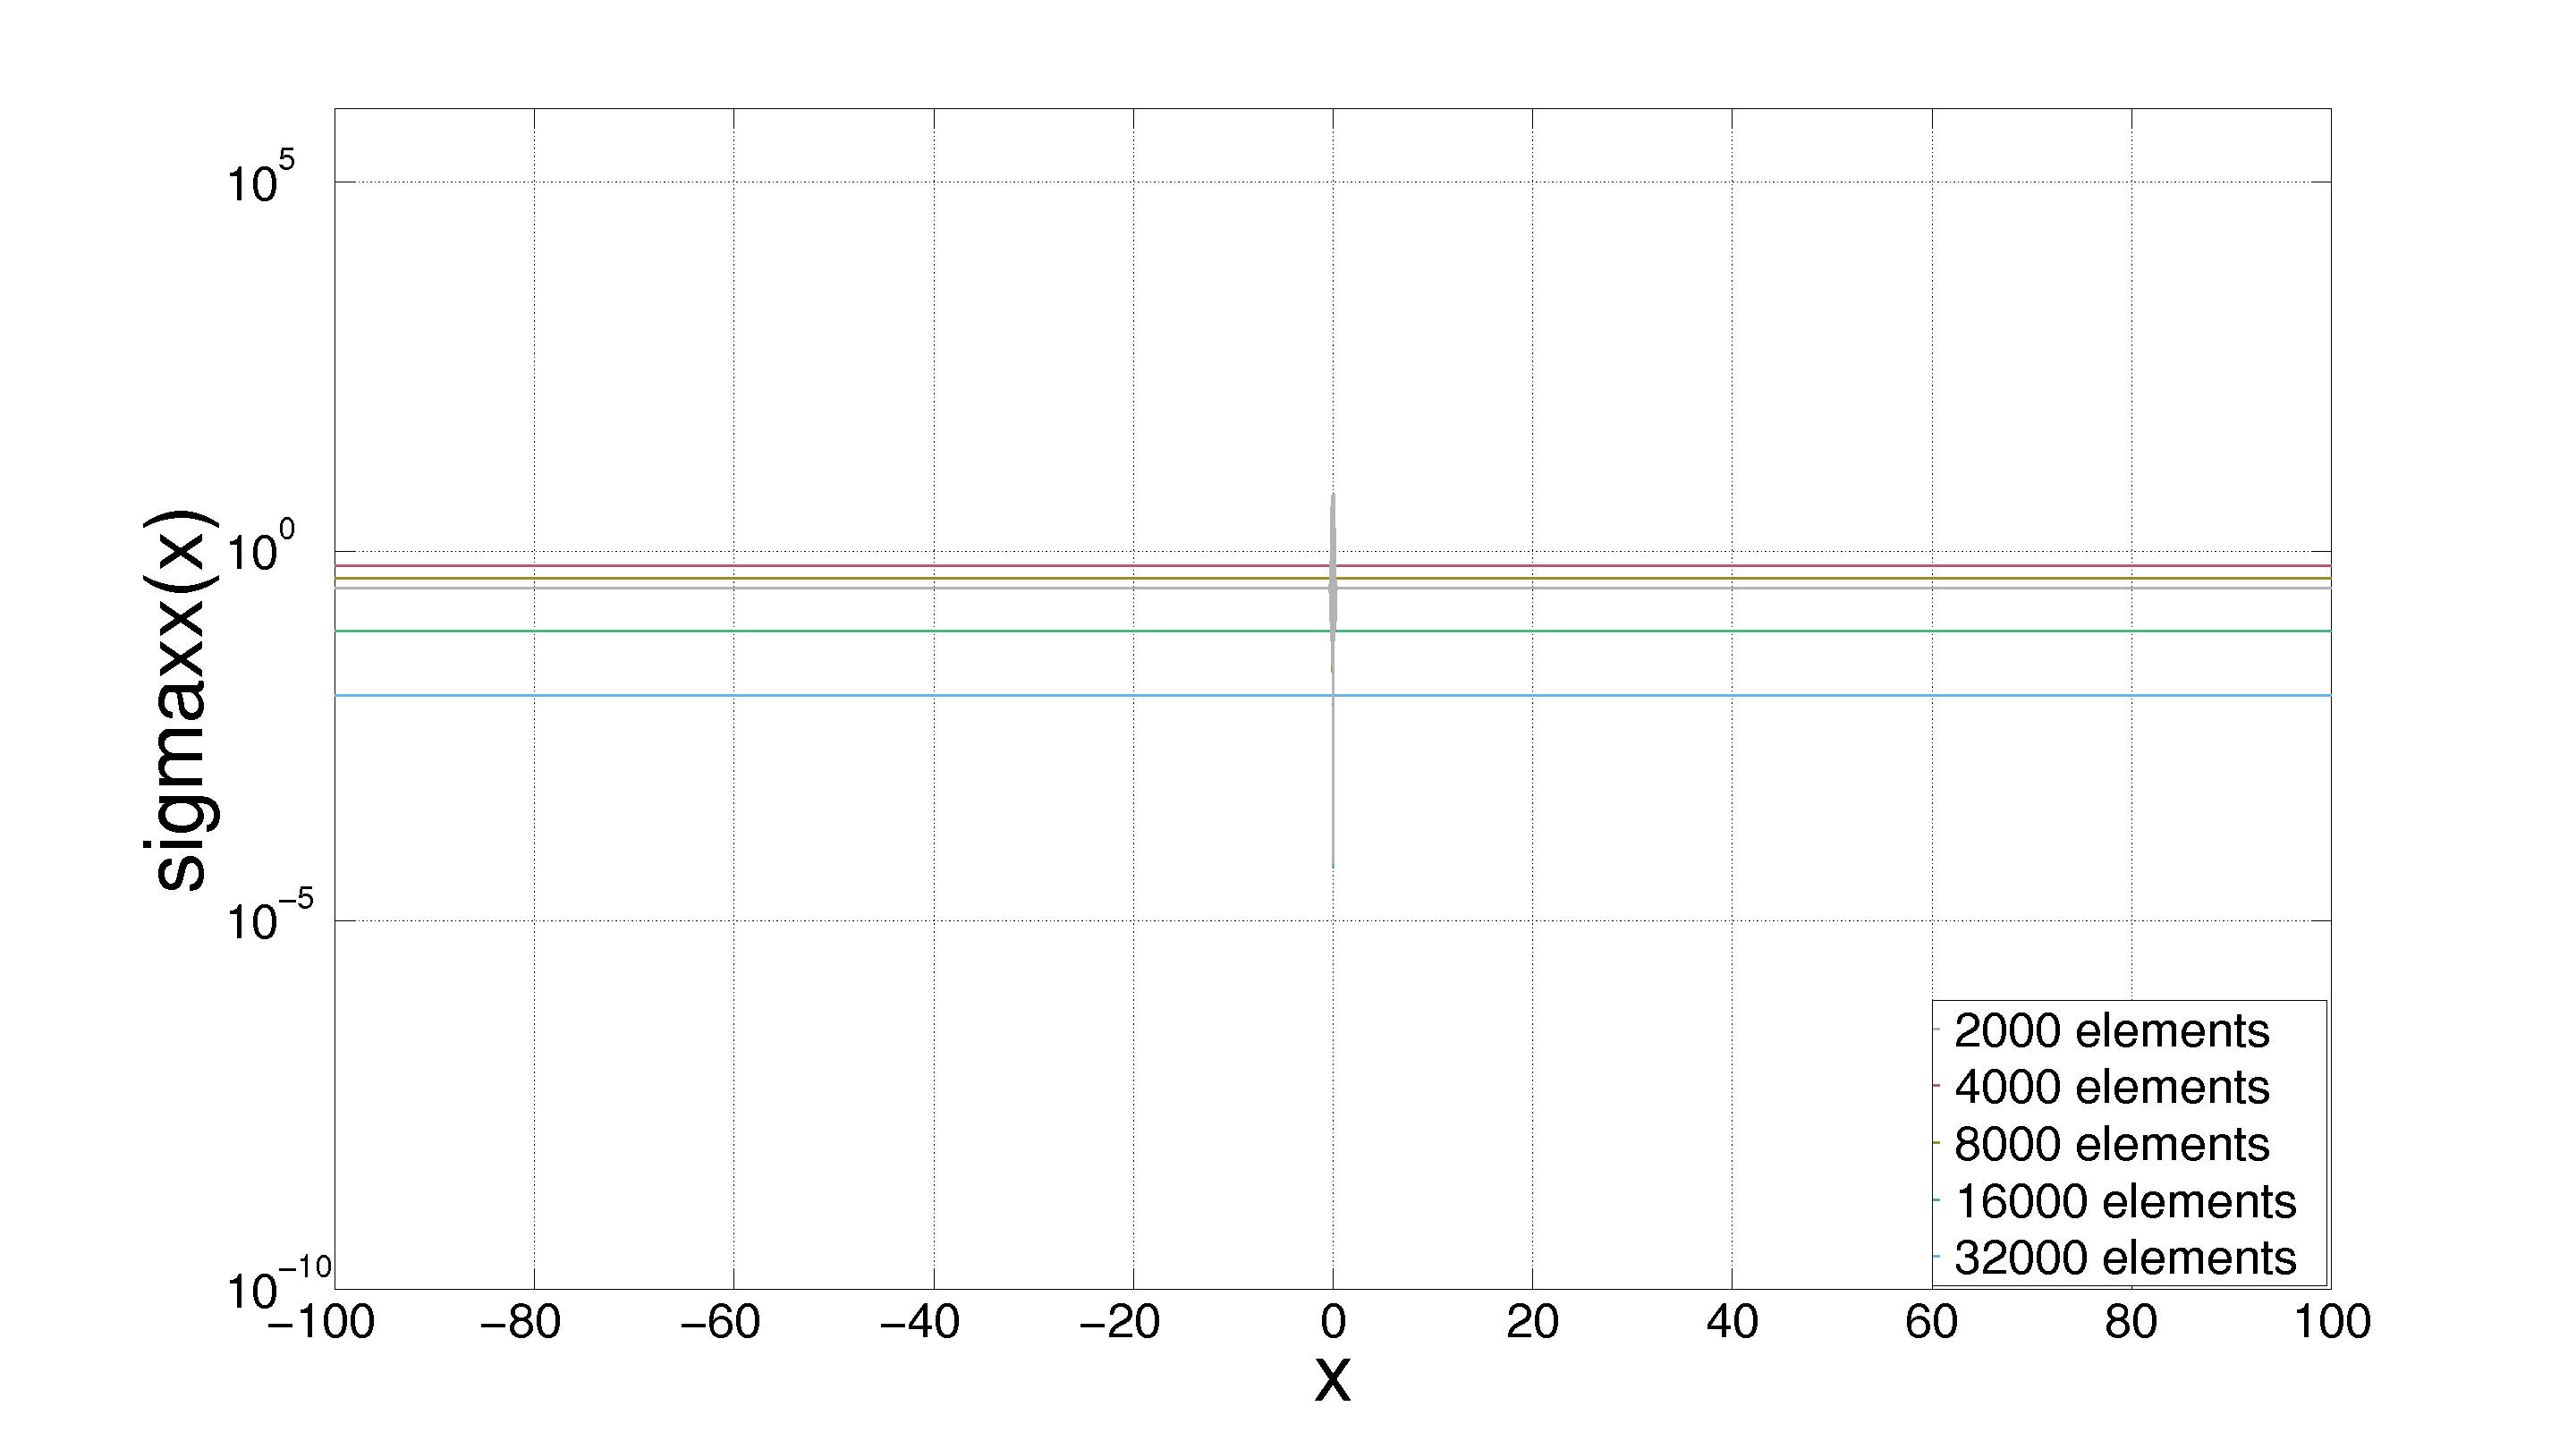 10^5
10^0
10^−5
10^−10
sigmaxx(x)
−100 −80 −60 −40 −20 0 20 40 60 80 100
x
2000 elements
4000 elements
8000 elements
16000 elements
32000 elements